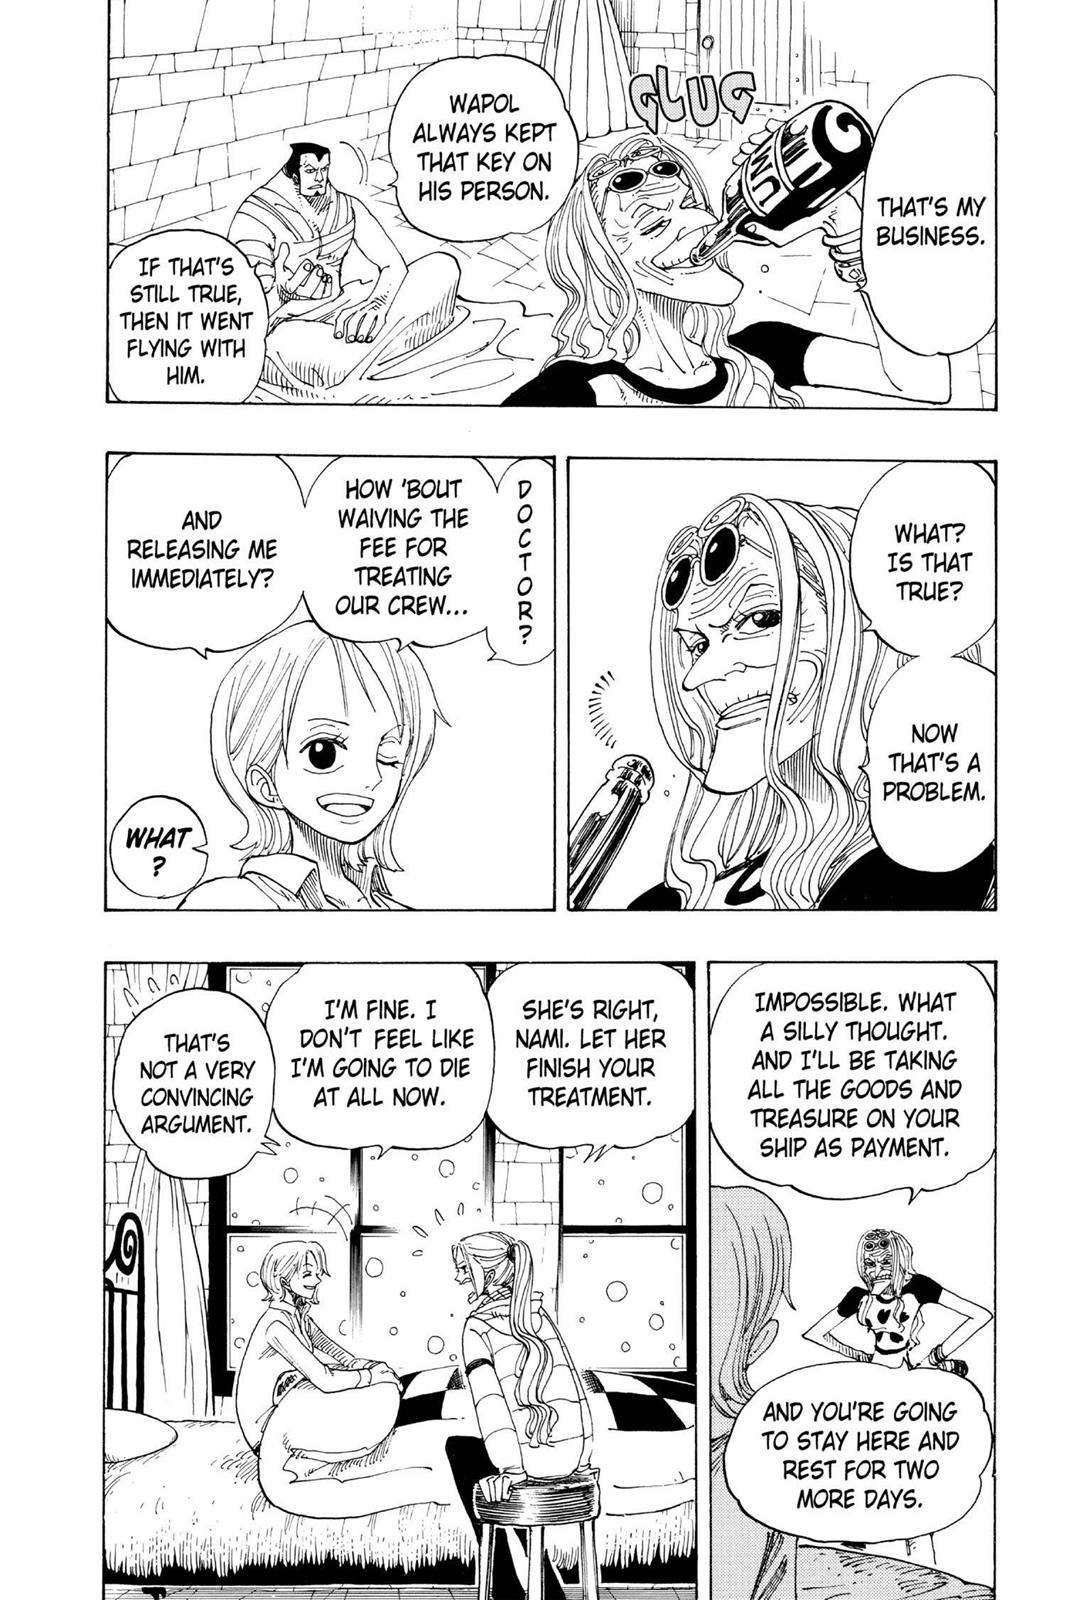 THAT'S MY
BUSINESS.
GLUG
WAPOL
ALWAYS KEPT
THAT KEY ON
HIS PERSON.
IF THAT'S
STILL TRUE,
THEN IT WENT
FLYING WITH
HIM.
WHAT?
IS THAT
TRUE?
NOW
THAT'S A
PROBLEM.
DOCTOR?
HOW 'BOUT
WAIVING THE
FEE FOR
TREATING
OUR CREW...
AND
RELEASING ME
IMMEDIATELY?
WHAT
?
IMPOSSIBLE. WHAT
A SILLY THOUGHT.
AND I'LL BE TAKING
ALL THE GOODS AND
TREASURE ON YOUR
SHIP AS PAYMENT.
AND YOU'RE GOING
TO STAY HERE AND
REST FOR TWO
MORE DAYS.
SHE'S RIGHT,
NAMI. LET HER
FINISH YOUR
TREATMENT.
I'M FINE. I
DON'T FEEL LIKE
I'M GOING TO DIE
AT ALL NOW.
THAT'S
NOT A VERY
CONVINCING
ARGUMENT.